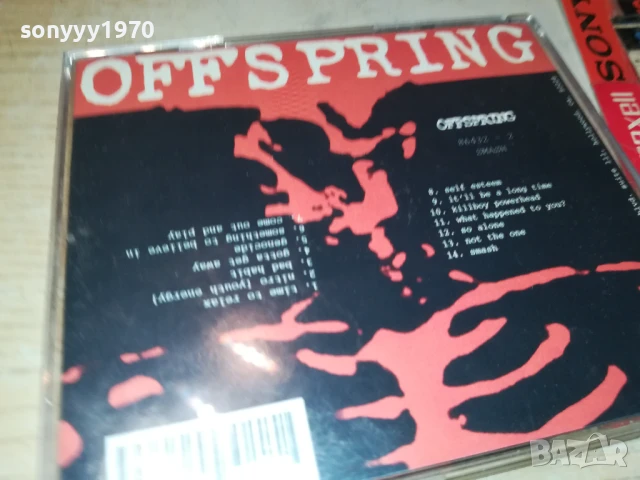 sonyyy1970
OFFSPRING
OFFSPRING
86432 - 2
SMASH
8. self esteem
9. it'll be a long time
10. killboy powerhead
11. what happened to you?
12. so alone
13. not the one
14. smash
1. time to relax
2. nitro (youth energy)
3. bad habit
4. gotta get away
5. genocide
6. something to believe in
come out and play
SONY
BAZAR